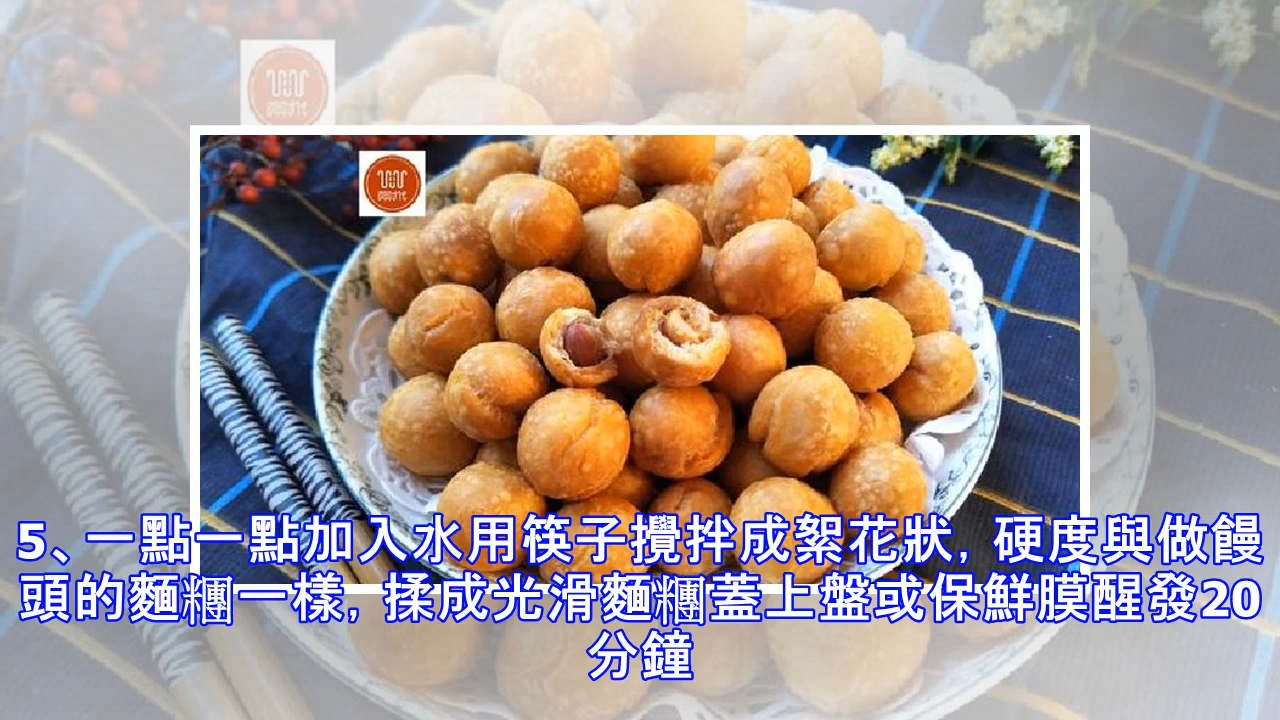 5、一點一點加入水用筷子攪拌成絮花狀, 硬度與做饅
頭的麵糰一樣, 揉成光滑麵糰蓋上盤或保鮮膜醒發20
分鐘